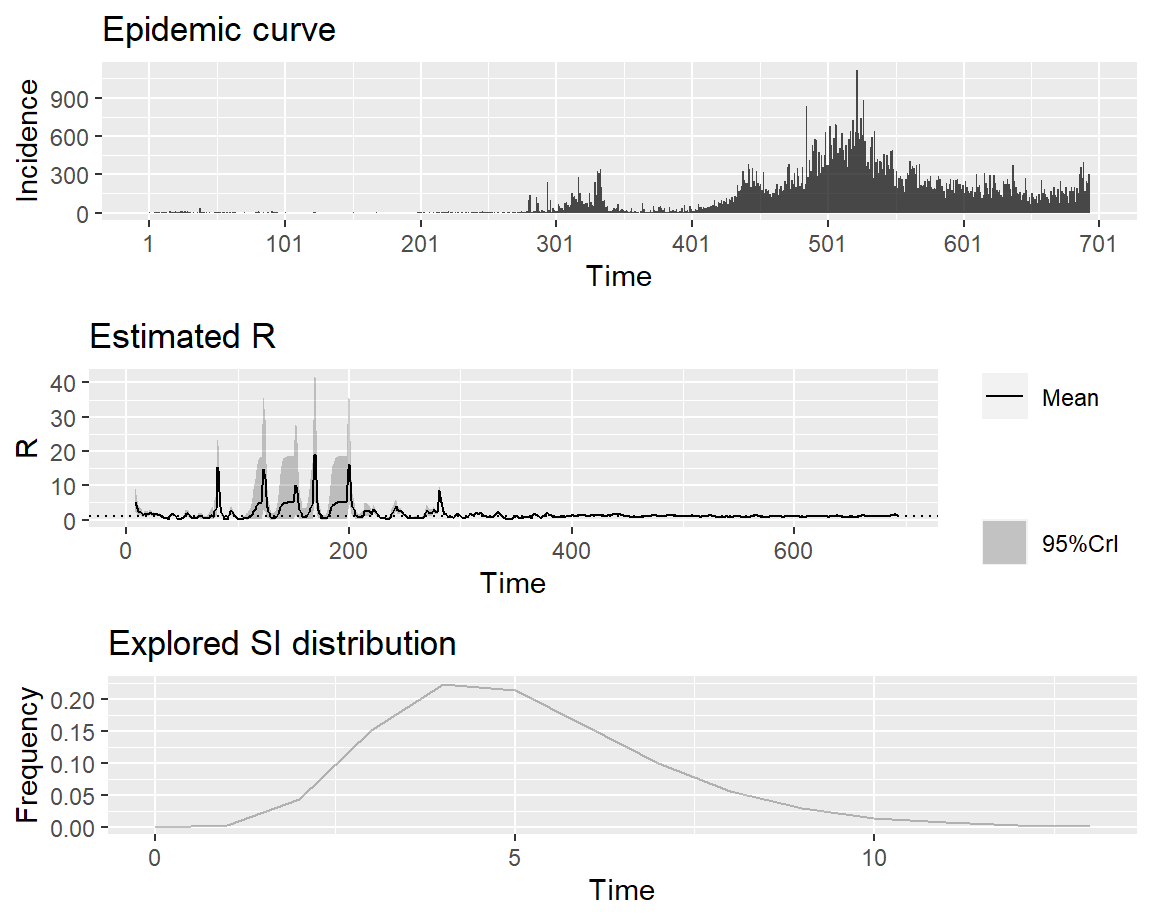 Epidemic curve
Incidence
900
600
300
0
1 101 201 301 401 501 601 701
Time
Estimated R
R
40
30
20
10
0
0 200 400 600
Time
Mean
95%CrI
Explored SI distribution
Frequency
0.20
0.15
0.10
0.05
0.00
0 5 10
Time